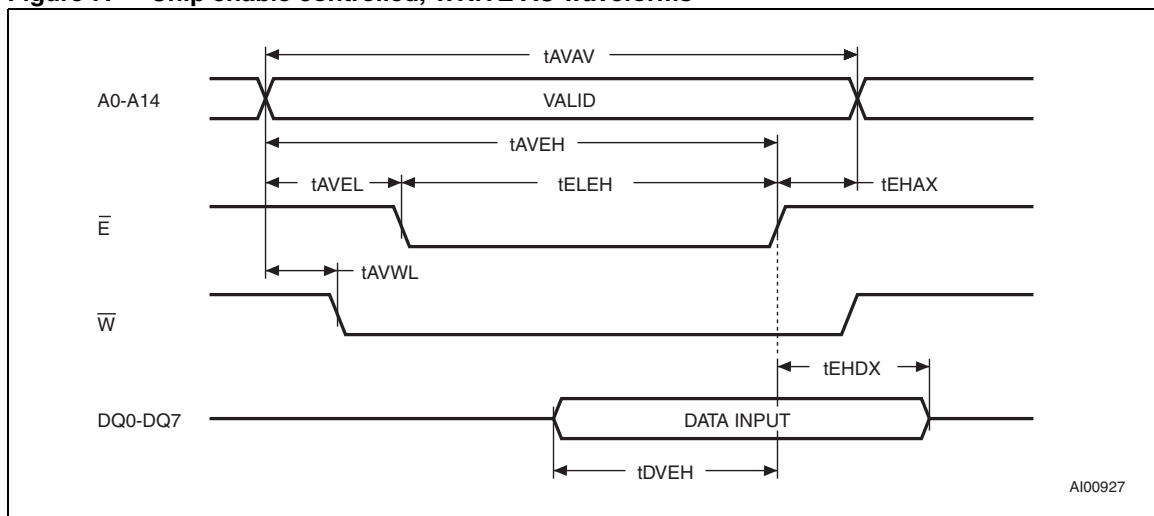 Figure Chip enable controlled, WRITE AC waveforms
tAVAV
A0-A14
VALID
tAVEH
tAVEL
tELEH
tEHAX
E̅
tAVWL
W̅
tEHDX
DQ0-DQ7
DATA INPUT
tDVEH
AI00927